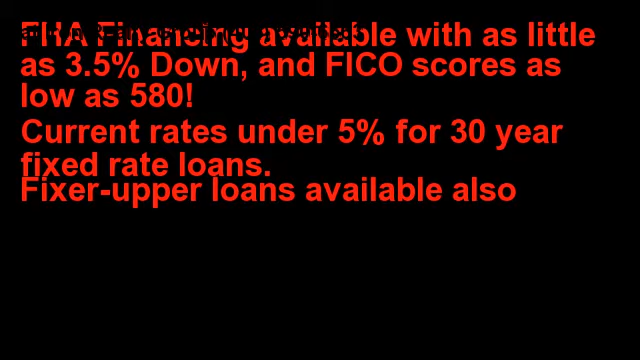 FHA Financing available with as little
as 3.5% Down, and FICO scores as
low as 580!
Current rates under 5% for 30 year
fixed rate loans.
Fixer-upper loans available also